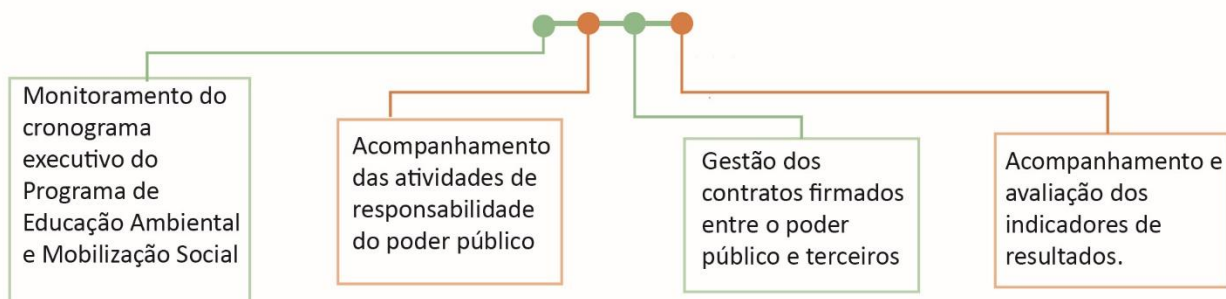 Monitoramento do
cronograma
executivo do
Programa de
Educação Ambiental
e Mobilização Social
Acompanhamento
das atividades de
responsabilidade
do poder público
Gestão dos
contratos firmados
entre o poder
público e terceiros
Acompanhamento e
avaliação dos
indicadores de
resultados.